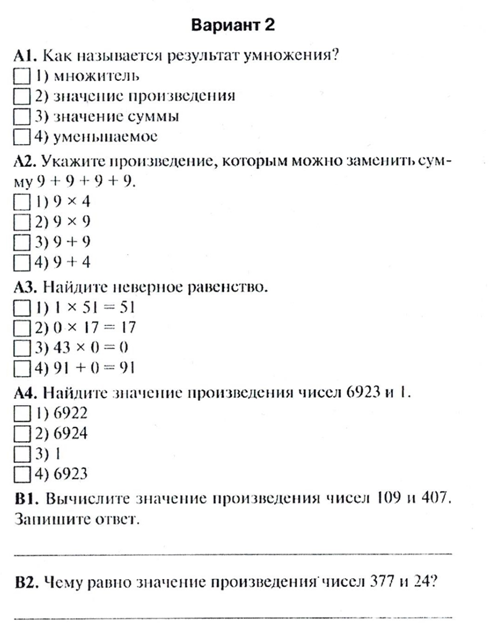 Вариант 2
А1. Как называется результат умножения?
1) множитель
2) значение произведения
3) значение суммы
4) уменьшаемое
А2. Укажите произведение, которым можно заменить сум-
му 9 + 9 + 9 + 9.
1) 9 × 4
2) 9 × 9
3) 9 + 9
4) 9 + 4
А3. Найдите неверное равенство.
1) 1 × 51 = 51
2) 0 × 17 = 17
3) 43 × 0 = 0
4) 91 + 0 = 91
А4. Найдите значение произведения чисел 6923 и 1.
1) 6922
2) 6924
3) 1
4) 6923
В1. Вычислите значение произведения чисел 109 и 407.
Запишите ответ.
В2. Чему равно значение произведения чисел 377 и 24?